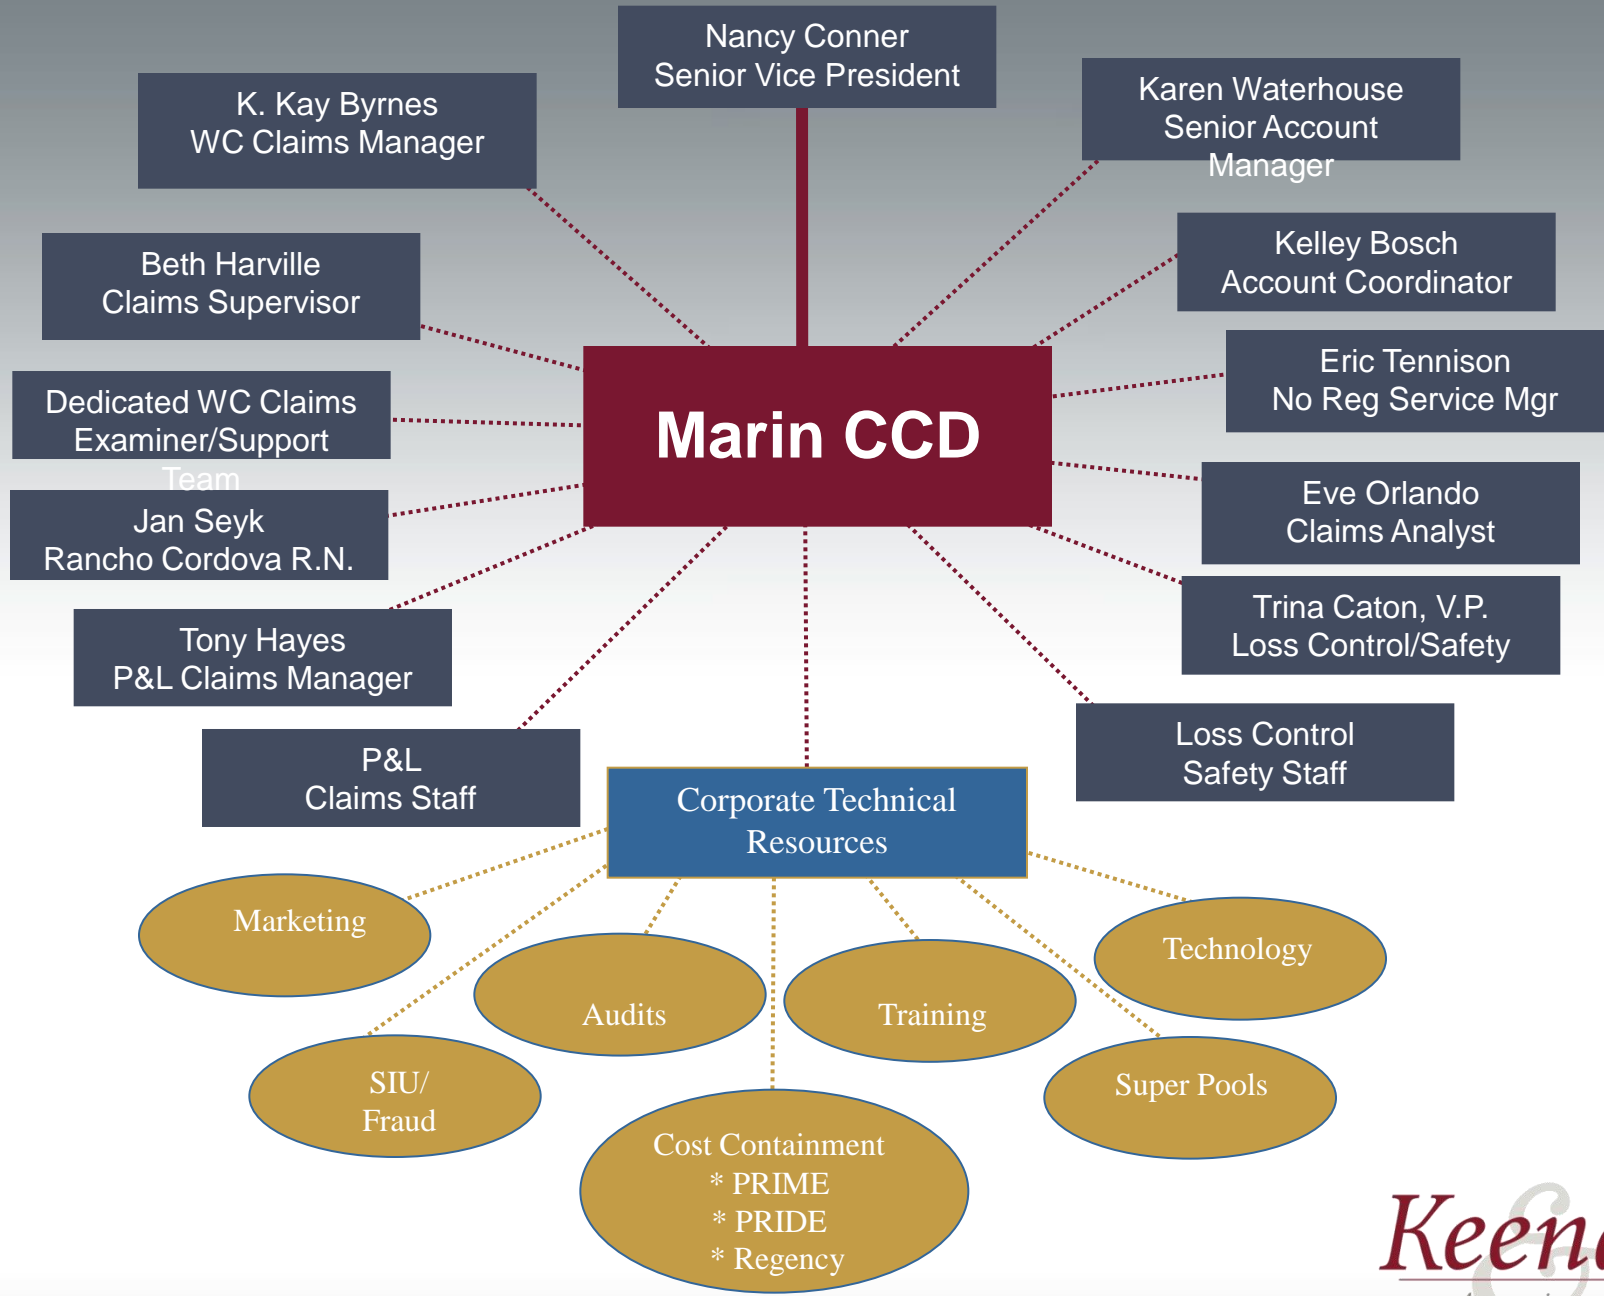 Nancy Conner
Senior Vice President
K. Kay Byrnes
WC Claims Manager
Karen Waterhouse
Senior Account
Manager
Beth Harville
Claims Supervisor
Kelley Bosch
Account Coordinator
Dedicated WC Claims
Examiner/Support
Team
Marin CCD
Eric Tennison
No Reg Service Mgr
Jan Seyk
Rancho Cordova R.N.
Eve Orlando
Claims Analyst
Tony Hayes
P&L Claims Manager
Trina Caton, V.P.
Loss Control/Safety
P&L
Claims Staff
Loss Control
Safety Staff
Corporate Technical
Resources
Marketing
Technology
Audits
Training
SIU/
Fraud
Super Pools
Cost Containment
* PRIME
* PRIDE
* Regency
&